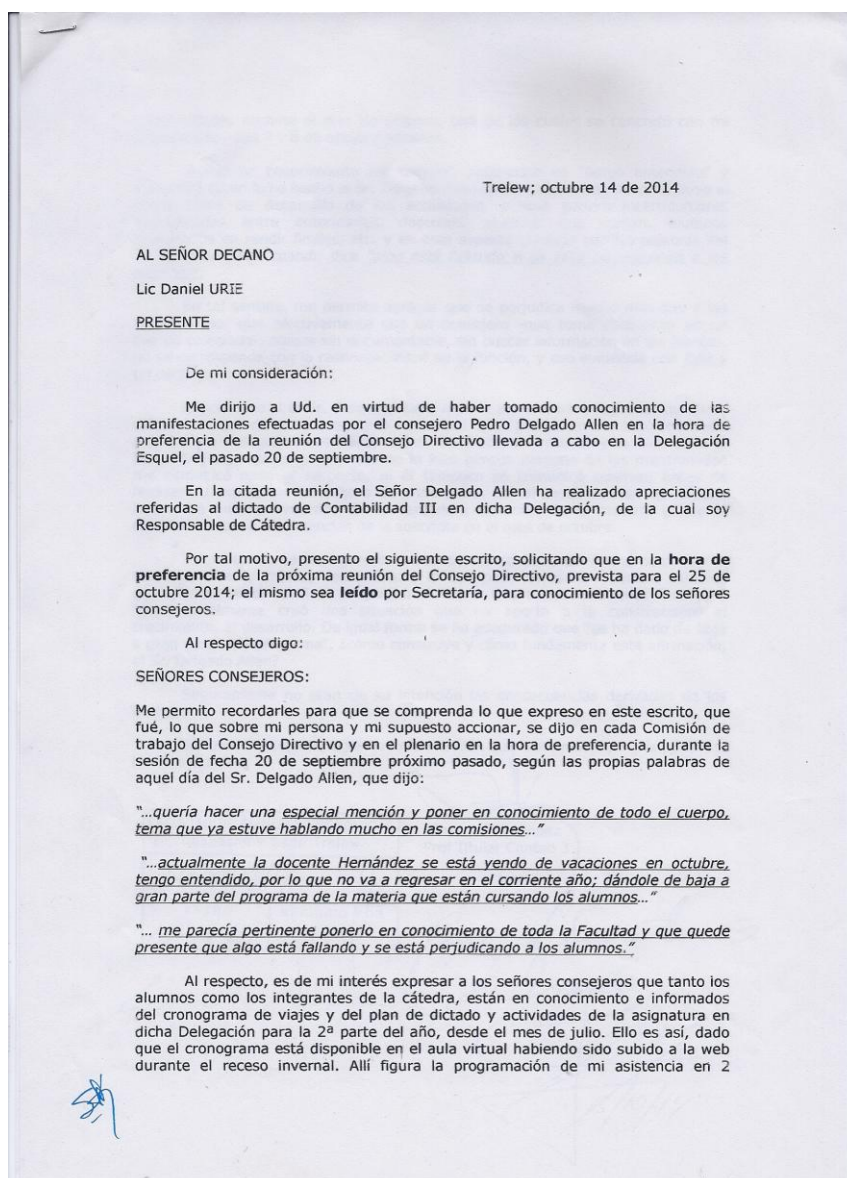 Trelew; octubre 14 de 2014
AL SEÑOR DECANO
Lic Daniel URIE
PRESENTE
De mi consideración:
Me dirijo a Ud. en virtud de haber tomado conocimiento de las
manifestaciones efectuadas por el consejero Pedro Delgado Allen en la hora de
preferencia de la reunión del Consejo Directivo llevada a cabo en la Delegación
Esquel, el pasado 20 de septiembre.
En la citada reunión, el Señor Delgado Allen ha realizado apreciaciones
referidas al dictado de Contabilidad III en dicha Delegación, de la cual soy
Responsable de Cátedra.
Por tal motivo, presento el siguiente escrito, solicitando que en la hora de
preferencia de la próxima reunión del Consejo Directivo, prevista para el 25 de
octubre 2014; el mismo sea leído por Secretaría, para conocimiento de los señores
consejeros.
Al respecto digo:
SEÑORES CONSEJEROS:
Me permito recordarles para que se comprenda lo que expreso en este escrito, que
fué, lo que sobre mi persona y mi supuesto accionar, se dijo en cada Comisión de
trabajo del Consejo Directivo y en el plenario en la hora de preferencia, durante la
sesión de fecha 20 de septiembre próximo pasado, según las propias palabras de
aquel día del Sr. Delgado Allen, que dijo:
"…quería hacer una especial mención y poner en conocimiento de todo el cuerpo,
tema que ya estuve hablando mucho en las comisiones…"
"…actualmente la docente Hernández se está yendo de vacaciones en octubre,
tengo entendido, por lo que no va a regresar en el corriente año; dándole de baja a
gran parte del programa de la materia que están cursando los alumnos…"
"… me parecía pertinente ponerlo en conocimiento de toda la Facultad y que quede
presente que algo está fallando y se está perjudicando a los alumnos."
Al respecto, es de mi interés expresar a los señores consejeros que tanto los
alumnos como los integrantes de la cátedra, están en conocimiento e informados
del cronograma de viajes y del plan de dictado y actividades de la asignatura en
dicha Delegación para la 2ª parte del año, desde el mes de julio. Ello es así, dado
que el cronograma está disponible en el aula virtual habiendo sido subido a la web
durante el receso invernal. Allí figura la programación de mi asistencia en 2